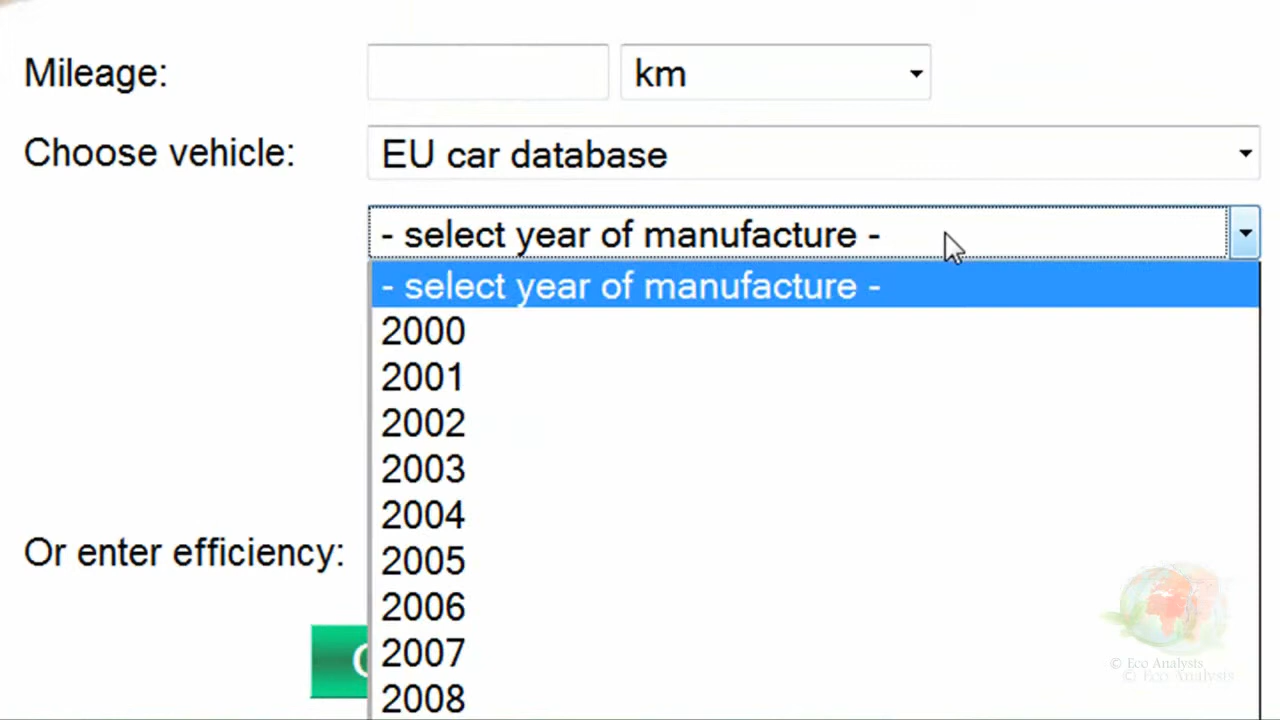 Mileage: km
Choose vehicle: EU car database
- select year of manufacture -
- select year of manufacture -
2000
2001
2002
2003
2004
2005
Or enter efficiency:
2006
2007
2008
© Eco Analysts
© Eco Analysts